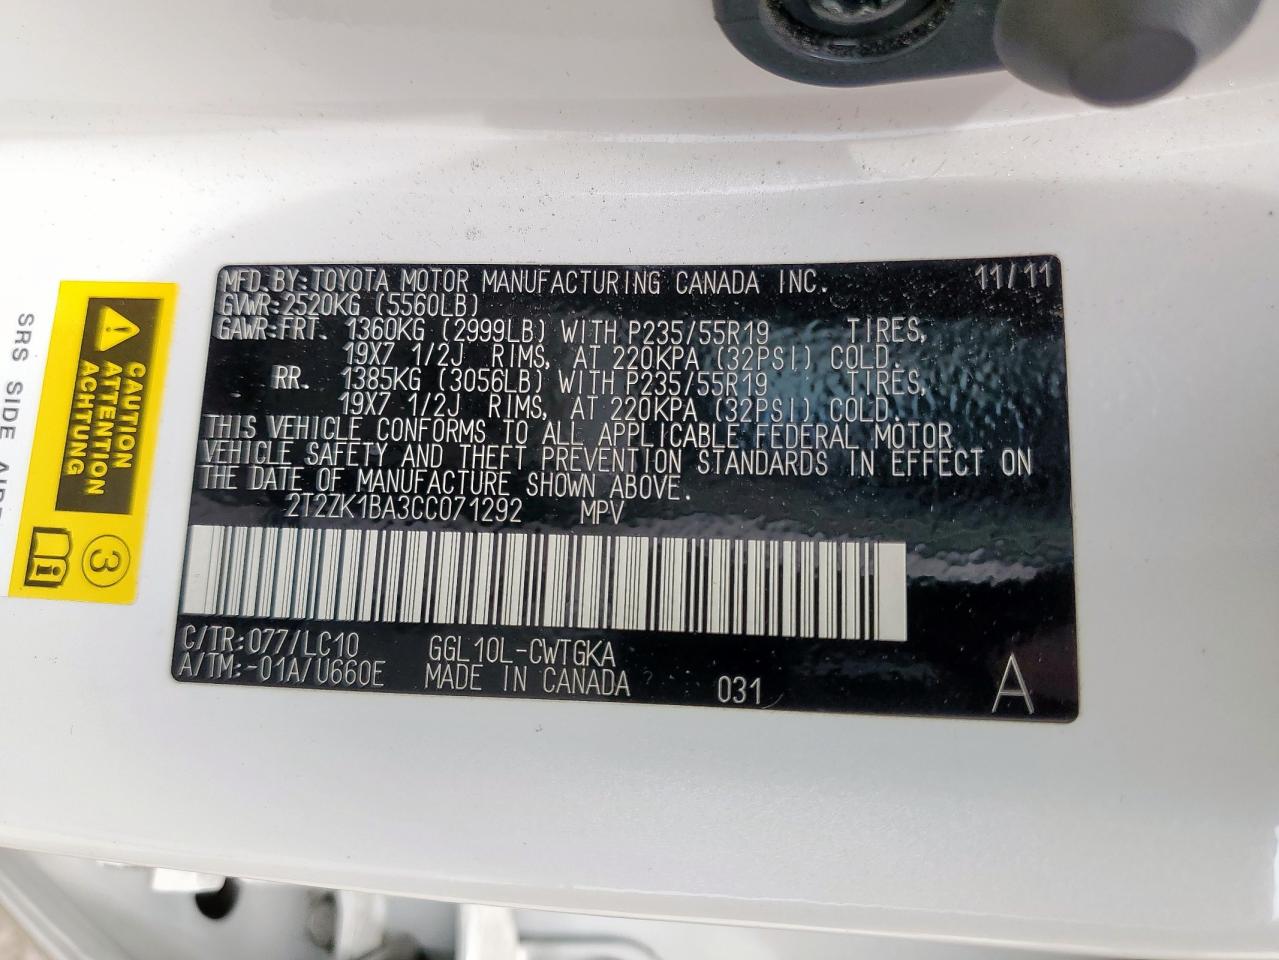 MFD.BY:TOYOTA MOTOR MANUFACTURING CANADA INC. 11/11
GVWR:2520KG (5560LB)
GAWR:FRT. 1360KG (2999LB) WITH P235/55R19 TIRES,
19X7 1/2J RIMS, AT 220KPA (32PSI) COLD.
RR. 1385KG (3056LB) WITH P235/55R19 TIRES,
19X7 1/2J RIMS, AT 220KPA (32PSI) COLD.
THIS VEHICLE CONFORMS TO ALL APPLICABLE FEDERAL MOTOR
VEHICLE SAFETY AND THEFT PREVENTION STANDARDS IN EFFECT ON
THE DATE OF MANUFACTURE SHOWN ABOVE.
2T2ZK1BA3CC071292 MPV
C/TR:077/LC10 GGL10L-CWTGKA
A/TM:-01A/U660E MADE IN CANADA 031 A
CAUTION
ATTENTION
ACHTUNG
3
SRS SIDE